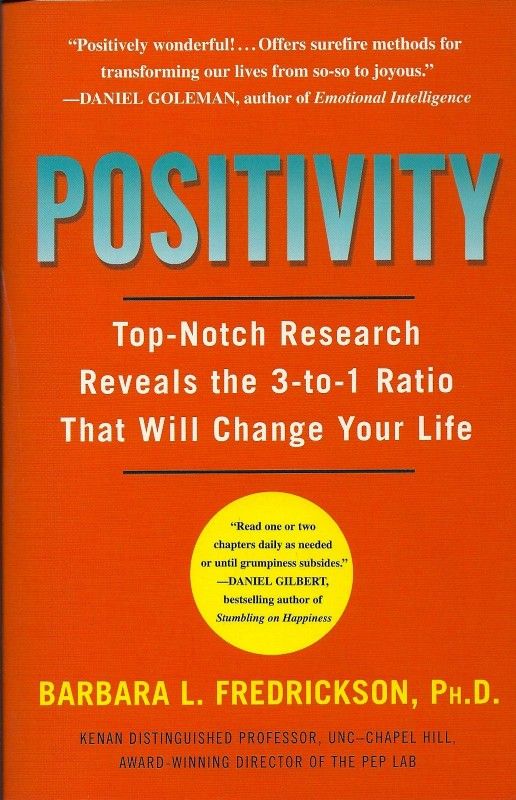 “Positively wonderful!... Offers surefire methods for
transforming our lives from so-so to joyous.”
—DANIEL GOLEMAN, author of Emotional Intelligence
POSITIVITY
Top-Notch Research
Reveals the 3-to-1 Ratio
That Will Change Your Life
“Read one or two
chapters daily as needed
or until grumpiness subsides.”
—DANIEL GILBERT,
bestselling author of
Stumbling on Happiness
BARBARA L. FREDRICKSON, PH.D.
KENAN DISTINGUISHED PROFESSOR, UNC–CHAPEL HILL,
AWARD-WINNING DIRECTOR OF THE PEP LAB